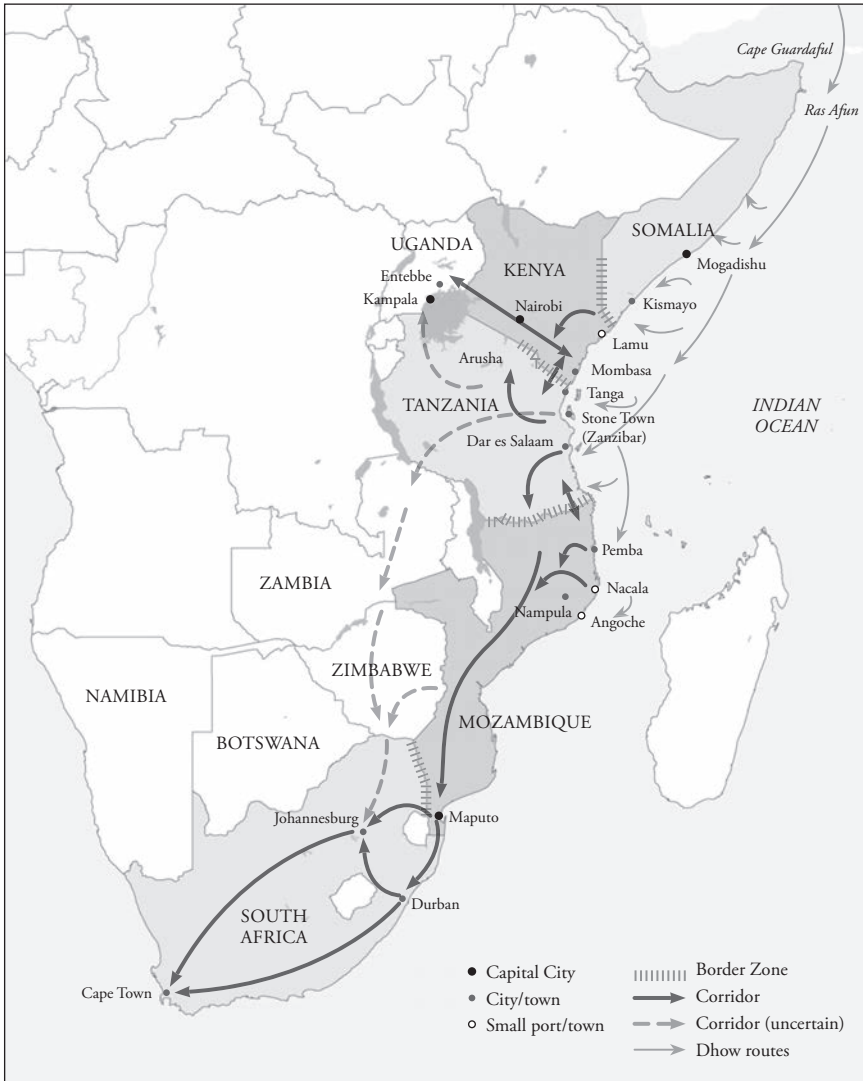 Cape Guardaful
Ras Afun
SOMALIA
UGANDA
Mogadishu
KENYA
Entebbe
Kampala
Nairobi
Kismayo
Lamu
Arusha
Mombasa
Tanga
TANZANIA
Stone Town
(Zanzibar)
INDIAN
OCEAN
Dar es Salaam
Pemba
ZAMBIA
Nacala
Nampula
Angoche
ZIMBABWE
NAMIBIA
MOZAMBIQUE
BOTSWANA
Johannesburg
Maputo
Durban
SOUTH
AFRICA
Cape Town
Capital City
City/town
Small port/town
Border Zone
Corridor
Corridor (uncertain)
Dhow routes